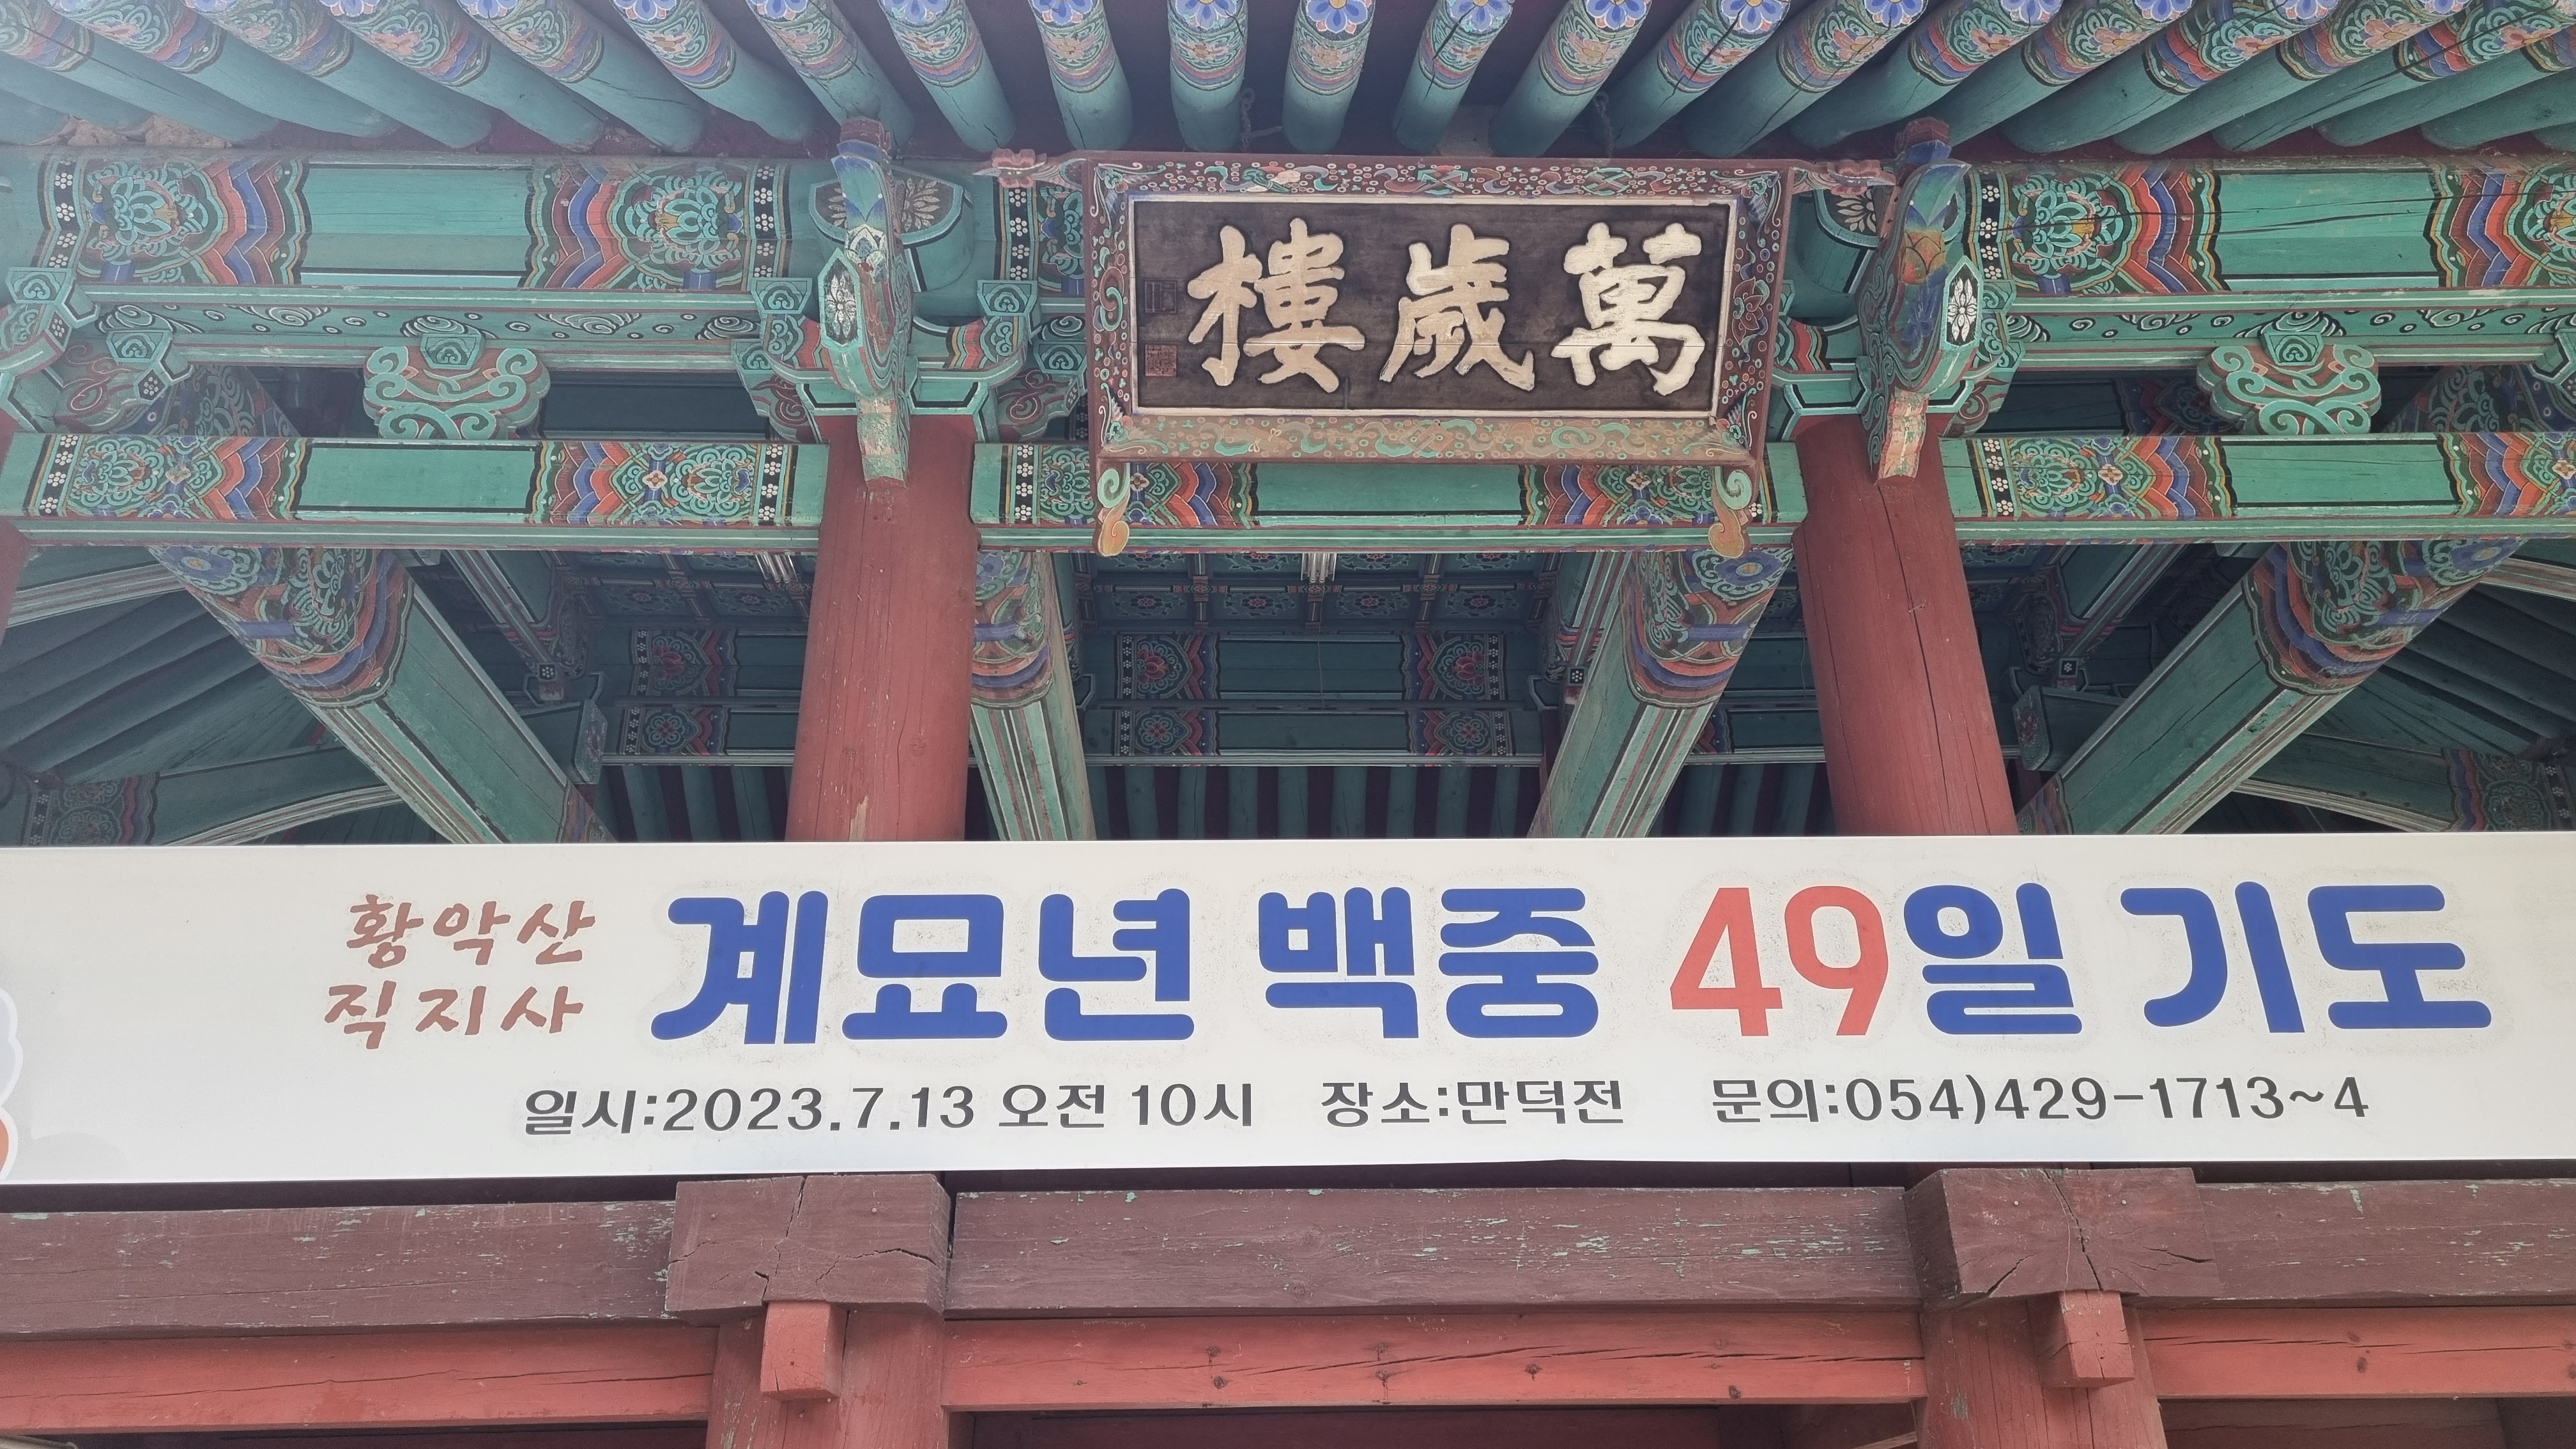 萬歲樓
황악산
직지사
계묘년 백중 49일 기도
일시:2023.7.13 오전 10시 장소:만덕전 문의:054)429-1713~4